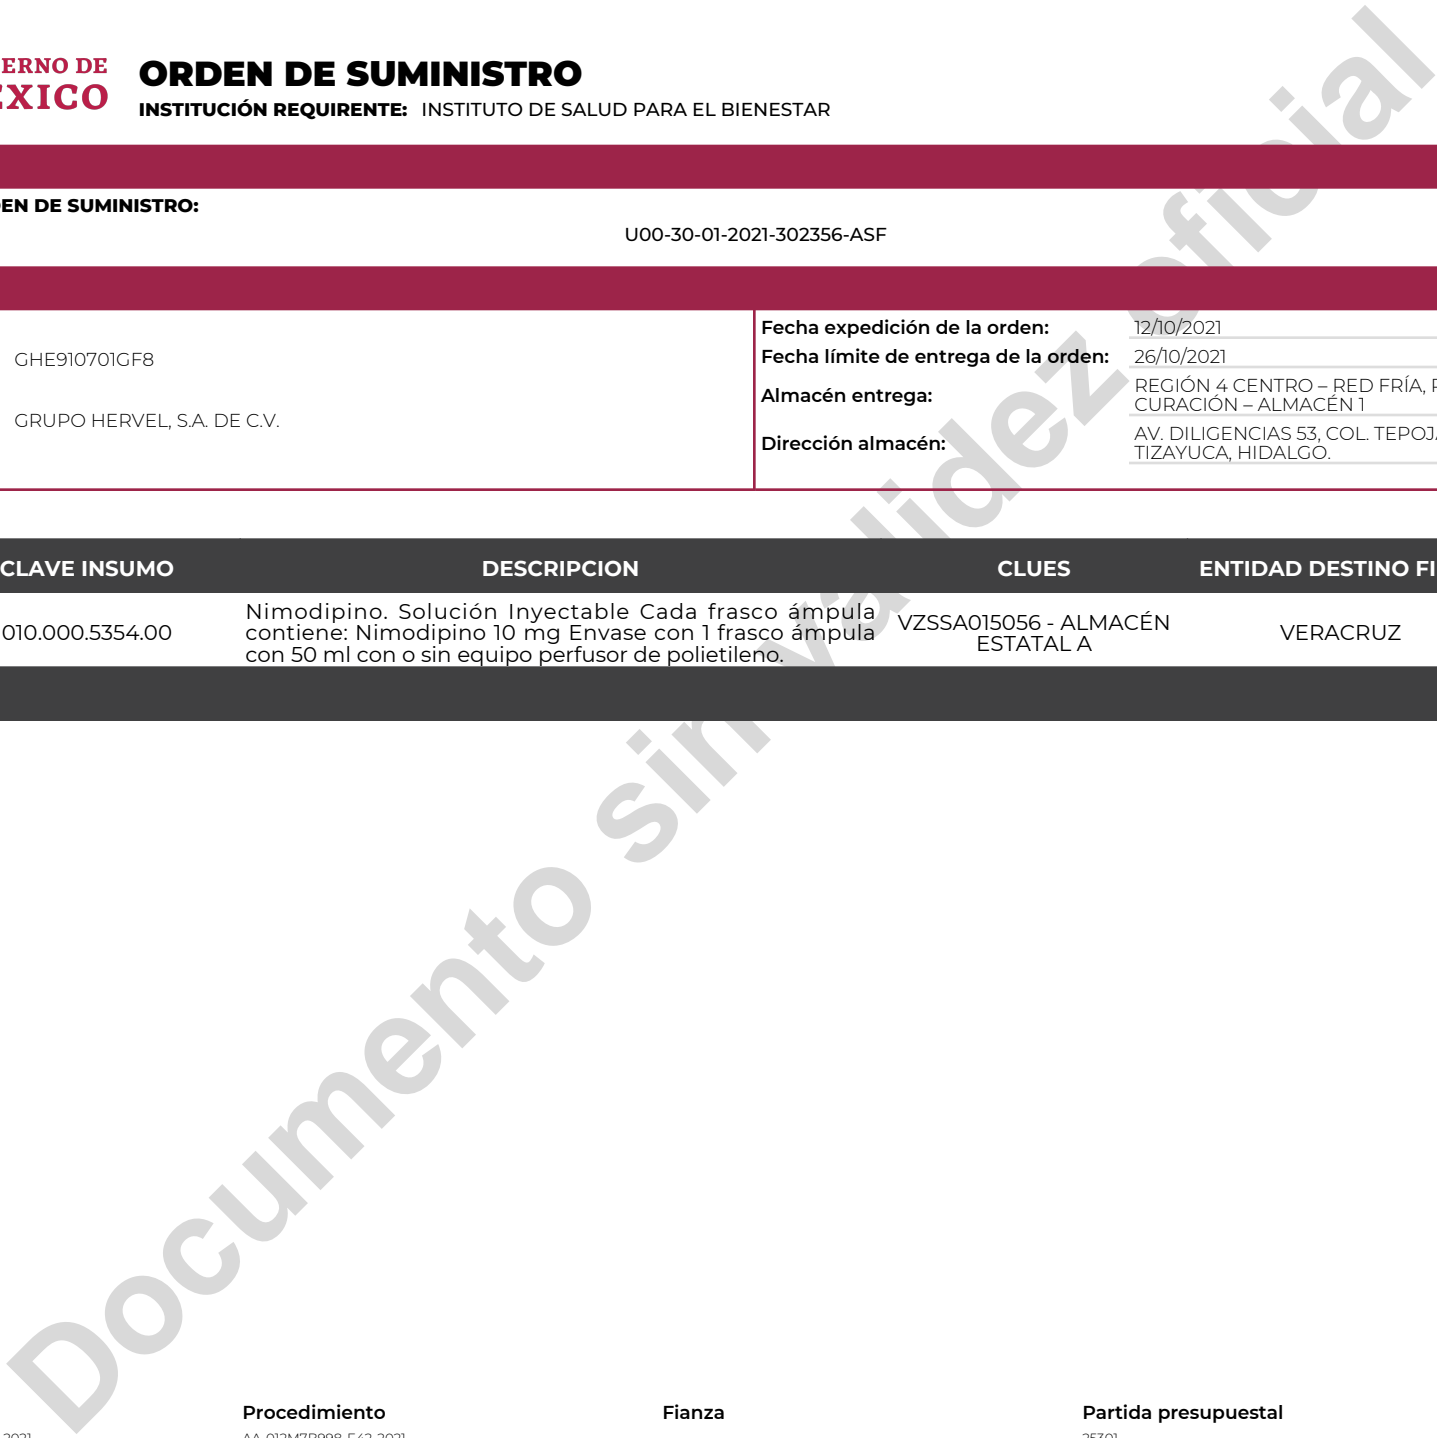 ERNO DE
ORDEN DE SUMINISTRO
INSTITUCIÓN REQUIRENTE: INSTITUTO DE SALUD PARA EL BIENESTAR
EN DE SUMINISTRO:
U00-30-01-2021-302356-ASF
GHE910701GF8
GRUPO HERVEL, S.A. DE C.V.
Fecha expedición de la orden: 12/10/2021
Fecha límite de entrega de la orden: 26/10/2021
Almacén entrega: REGIÓN 4 CENTRO – RED FRÍA,
CURACIÓN – ALMACÉN 1
Dirección almacén: AV. DILIGENCIAS 53, COL.
TIZAYUCA, HIDALGO.
CLAVE INSUMO DESCRIPCION CLUES ENTIDAD DESTINO FI
010.000.5354.00
Nimodipino. Solución Inyectable Cada frasco ámpula
contiene: Nimodipino 10 mg Envase con 1 frasco ámpula
con 50 ml con o sin equipo perfusor de polietileno.
VZSSA015056 - ALMACÉN
ESTATAL A
VERACRUZ
Documento sin validez oficial
Procedimiento Fianza Partida presupuestal